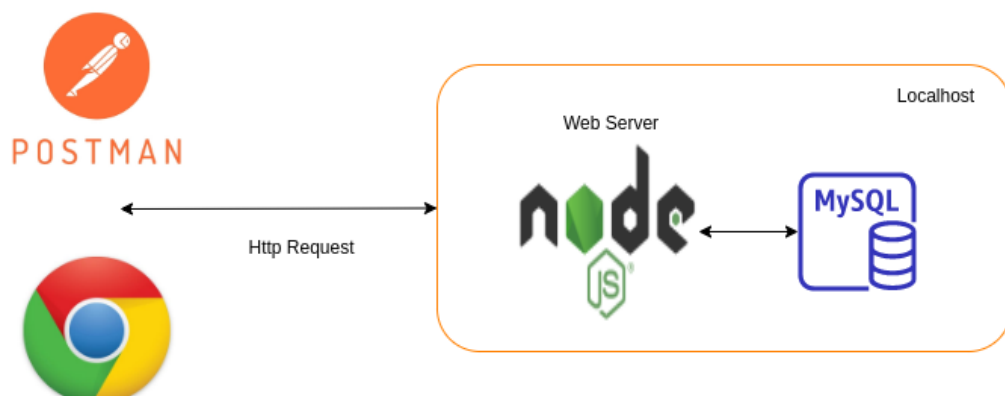 POSTMAN
Http Request
Localhost
Web Server
node
JS
®
MySQL